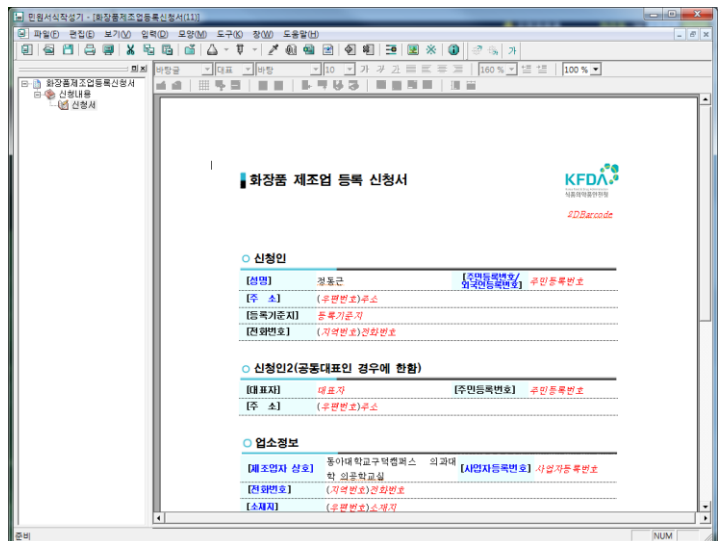 민원서식작성기 - [화장품제조업등록신청서(11)]
파일(F) 편집(E) 보기(V) 입력(D) 모양(M) 도구(K) 창(W) 도움말(H)
바탕글 대표 바탕 10 가 가 가 160 % 100 %
화장품제조업등록신청서
신청내용
신청서
화장품 제조업 등록 신청서
KFDA
식품의약품안전청
2DBarcode
신청인
[성명] 정동근 [주민등록번호/외국인등록번호] 주민등록번호
[주 소] (우편번호)주소
[등록기준지] 등록기준지
[전화번호] (지역번호)전화번호
신청인2(공동대표인 경우에 한함)
[대표자] 대표자 [주민등록번호] 주민등록번호
[주 소] (우편번호)주소
업소정보
[제조업자 상호] 동아대학교구덕캠퍼스 의과대학 의공학교실 [사업자등록번호] 사업자등록번호
[전화번호] (지역번호)전화번호
[소재지] (우편번호)소재지
준비 NUM